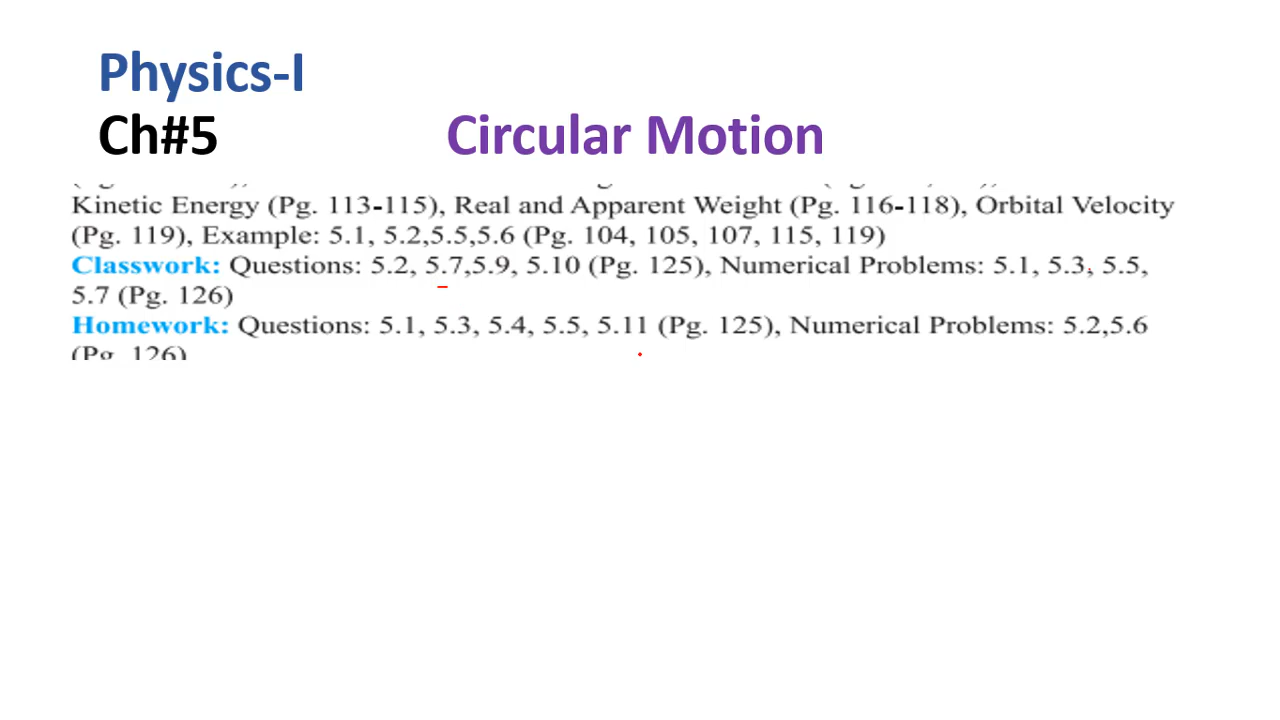 Physics-I
Ch#5 Circular Motion
Kinetic Energy (Pg. 113-115), Real and Apparent Weight (Pg. 116-118), Orbital Velocity
(Pg. 119), Example: 5.1, 5.2,5.5,5.6 (Pg. 104, 105, 107, 115, 119)
Classwork: Questions: 5.2, 5.7,5.9, 5.10 (Pg. 125), Numerical Problems: 5.1, 5.3, 5.5,
5.7 (Pg. 126)
Homework: Questions: 5.1, 5.3, 5.4, 5.5, 5.11 (Pg. 125), Numerical Problems: 5.2,5.6
(Pg. 126)